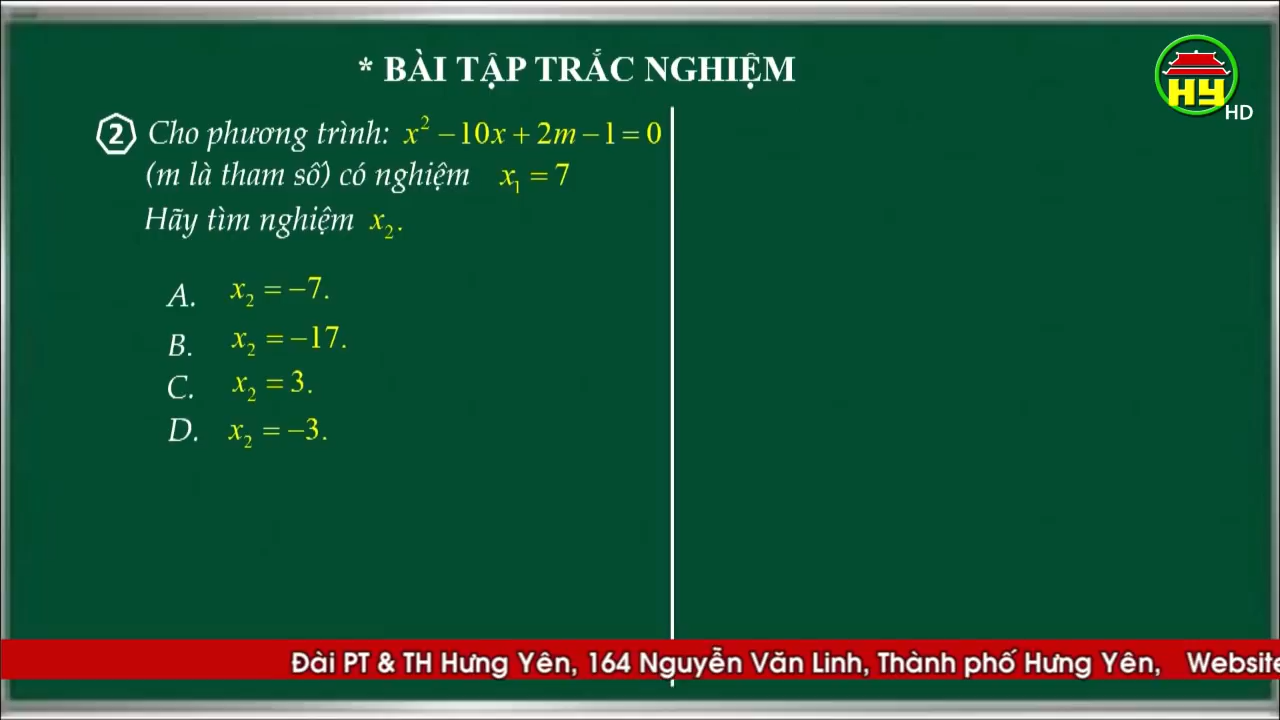 * BÀI TẬP TRẮC NGHIỆM
HY HD
2 Cho phương trình: x² − 10x + 2m − 1 = 0
(m là tham số) có nghiệm x₁ = 7
Hãy tìm nghiệm x₂.
A. x₂ = −7.
B. x₂ = −17.
C. x₂ = 3.
D. x₂ = −3.
Đài PT & TH Hưng Yên, 164 Nguyễn Văn Linh, Thành phố Hưng Yên, Website